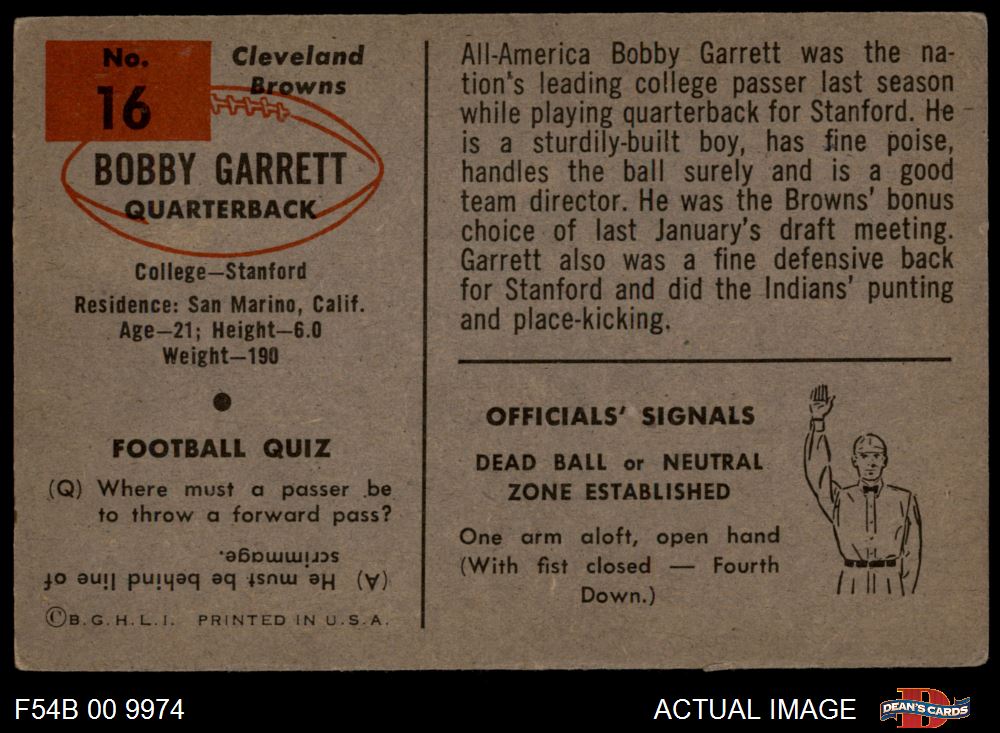 No.
16
Cleveland
Browns
BOBBY GARRETT
QUARTERBACK
College—Stanford
Residence: San Marino, Calif.
Age—21; Height—6.0
Weight—190
FOOTBALL QUIZ
(Q) Where must a passer be
to throw a forward pass?
(A) He must be behind line of
scrimmage.
©B.G.H.L.I. PRINTED IN U.S.A.
All-America Bobby Garrett was the na-
tion's leading college passer last season
while playing quarterback for Stanford. He
is a sturdily-built boy, has fine poise,
handles the ball surely and is a good
team director. He was the Browns' bonus
choice of last January's draft meeting.
Garrett also was a fine defensive back
for Stanford and did the Indians' punting
and place-kicking.
OFFICIALS' SIGNALS
DEAD BALL or NEUTRAL
ZONE ESTABLISHED
One arm aloft, open hand
(With fist closed — Fourth
Down.)
F54B 00 9974
ACTUAL IMAGE
D
DEAN'S CARDS